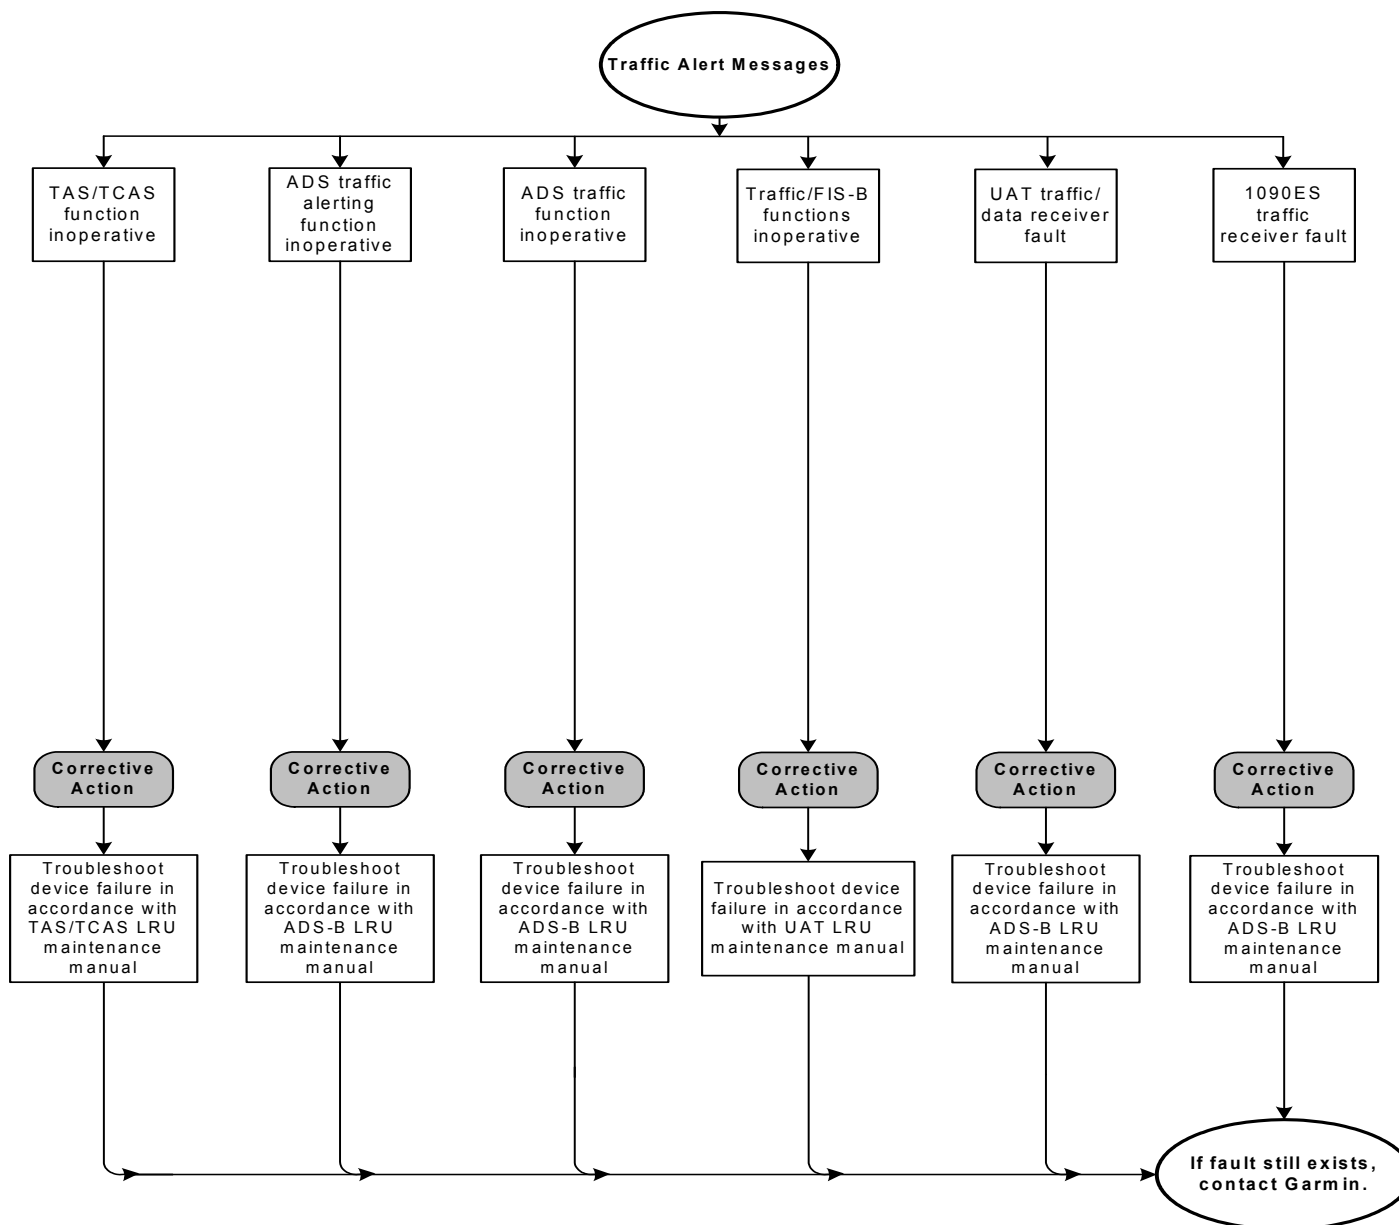 Traffic Alert Messages
TAS/TCAS
function
inoperative
ADS traffic
alerting
function
inoperative
ADS traffic
function
inoperative
Traffic/FIS-B
functions
inoperative
UAT traffic/
data receiver
fault
1090ES
traffic
receiver fault
Corrective
Action
Corrective
Action
Corrective
Action
Corrective
Action
Corrective
Action
Corrective
Action
Troubleshoot
device failure in
accordance with
TAS/TCAS LRU
maintenance
manual
Troubleshoot
device failure in
accordance with
ADS-B LRU
maintenance
manual
Troubleshoot
device failure in
accordance with
ADS-B LRU
maintenance
manual
Troubleshoot device
failure in accordance
with UAT LRU
maintenance manual
Troubleshoot
device failure in
accordance with
ADS-B LRU
maintenance
manual
Troubleshoot
device failure in
accordance with
ADS-B LRU
maintenance
manual
If fault still exists,
contact Garmin.